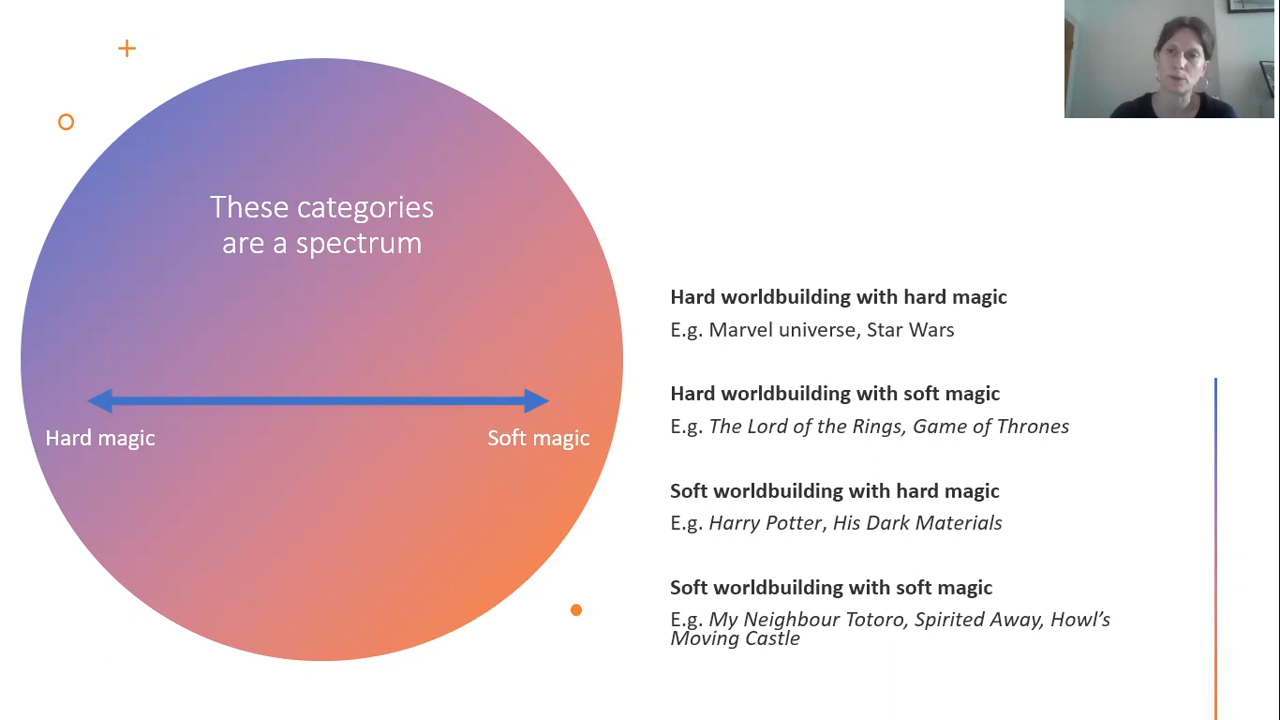 These categories
are a spectrum
Hard magic
Soft magic
Hard worldbuilding with hard magic
E.g. Marvel universe, Star Wars
Hard worldbuilding with soft magic
E.g. The Lord of the Rings, Game of Thrones
Soft worldbuilding with hard magic
E.g. Harry Potter, His Dark Materials
Soft worldbuilding with soft magic
E.g. My Neighbour Totoro, Spirited Away, Howl’s
Moving Castle